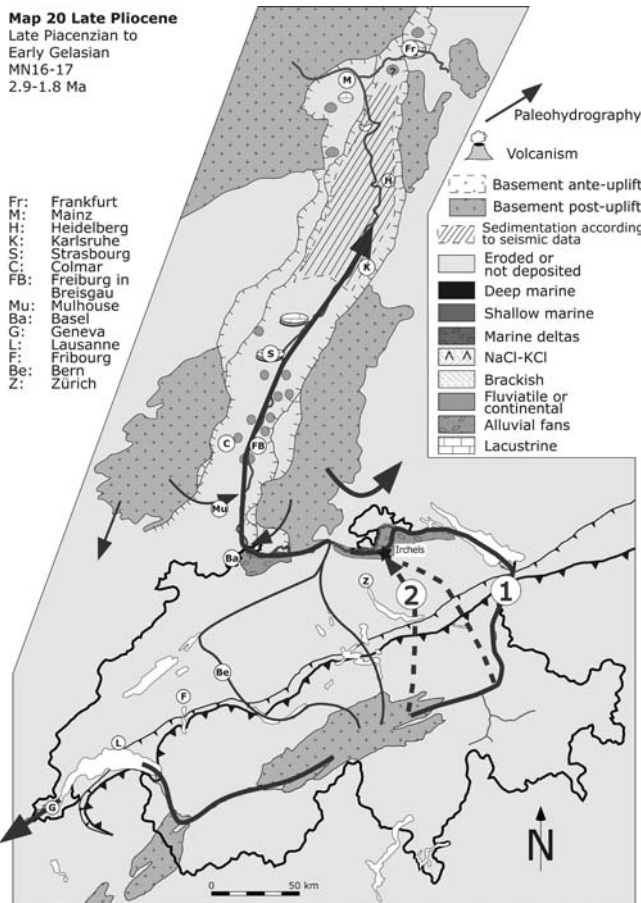 Map 20 Late Pliocene
Late Piacenzian to
Early Gelasian
MN16-17
2.9-1.8 Ma
Fr: Frankfurt
M: Mainz
H: Heidelberg
K: Karlsruhe
S: Strasbourg
C: Colmar
FB: Freiburg in
Breisgau
Mu: Mulhouse
Ba: Basel
G: Geneva
L: Lausanne
F: Fribourg
Be: Bern
Z: Zürich
Paleohydrography
Volcanism
Basement ante-uplift
Basement post-uplift
Sedimentation according
to seismic data
Eroded or
not deposited
Deep marine
Shallow marine
Marine deltas
NaCl-KCl
Brackish
Fluviatile or
continental
Alluvial fans
Lacustrine
Fr
M
?
H
K
S
C
FB
Mu
Ba
Irchels
Z
2
1
Be
F
L
G
0 50 km
N